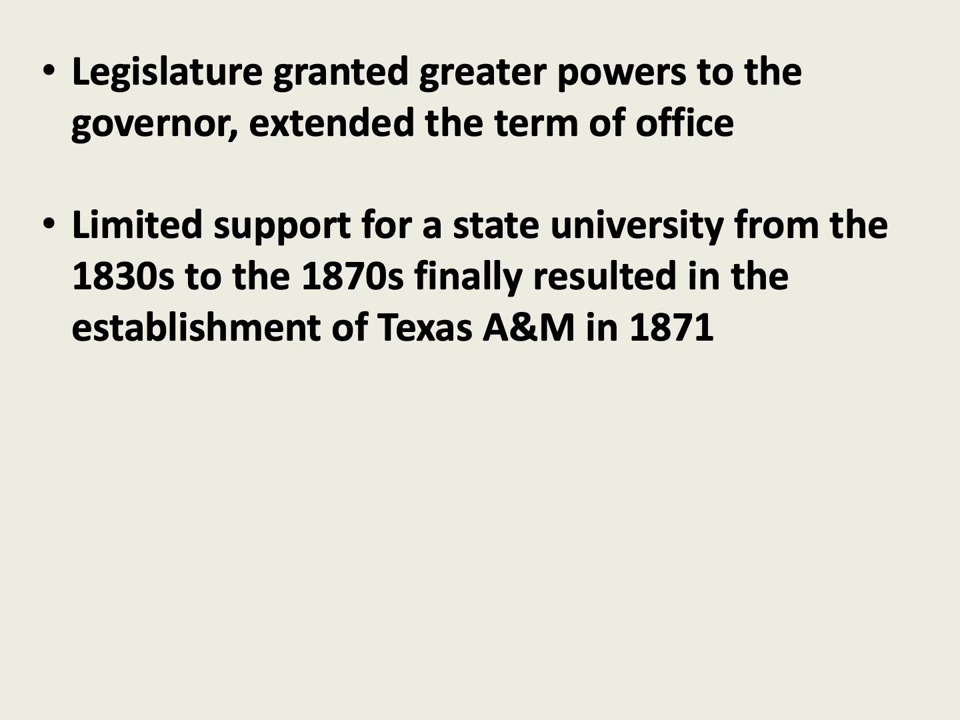 • Legislature granted greater powers to the
governor, extended the term of office
• Limited support for a state university from the
1830s to the 1870s finally resulted in the
establishment of Texas A&M in 1871